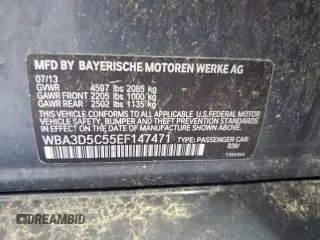 MFD BY BAYERISCHE MOTOREN WERKE AG
07/13
GVWR 4597 lbs 2085 kg
GAWR FRONT 2205 lbs 1000 kg
GAWR REAR 2502 lbs 1135 kg
THIS VEHICLE CONFORMS TO ALL APPLICABLE U.S. FEDERAL MOTOR
VEHICLE SAFETY, BUMPER, AND THEFT PREVENTION STANDARDS
IN EFFECT ON THE DATE OF MANUFACTURE SHOWN ABOVE.
WBA3D5C55EF147471 TYPE: PASSENGER CAR
DREAMBID